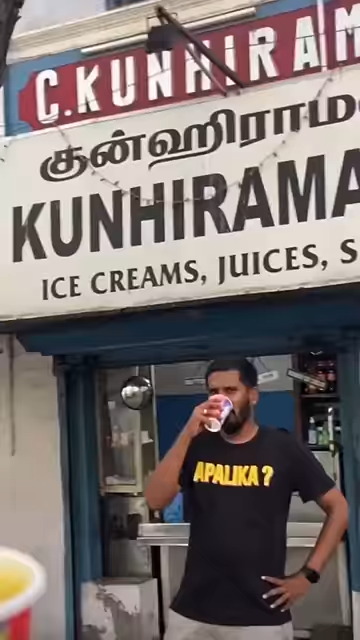 C.KUNHIRAM
குன்ஹிராம
KUNHIRAMA
ICE CREAMS, JUICES, S
APALIKA ?